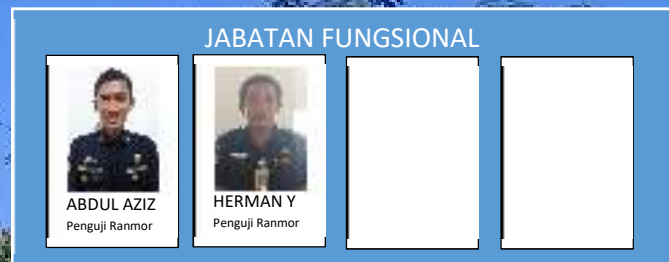 JABATAN FUNGSIONAL
ABDUL AZIZ
Penguji Ranmor
HERMAN Y
Penguji Ranmor